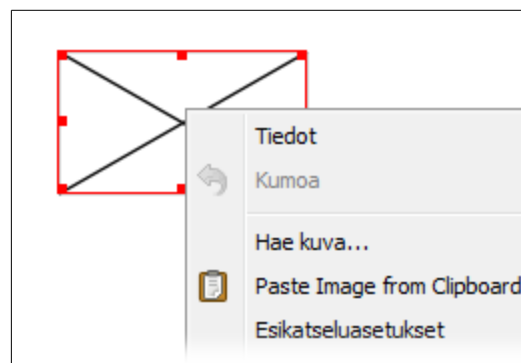 Tiedot
Kumoa
Hae kuva...
Paste Image from Clipboard
Esikatseluasetukset